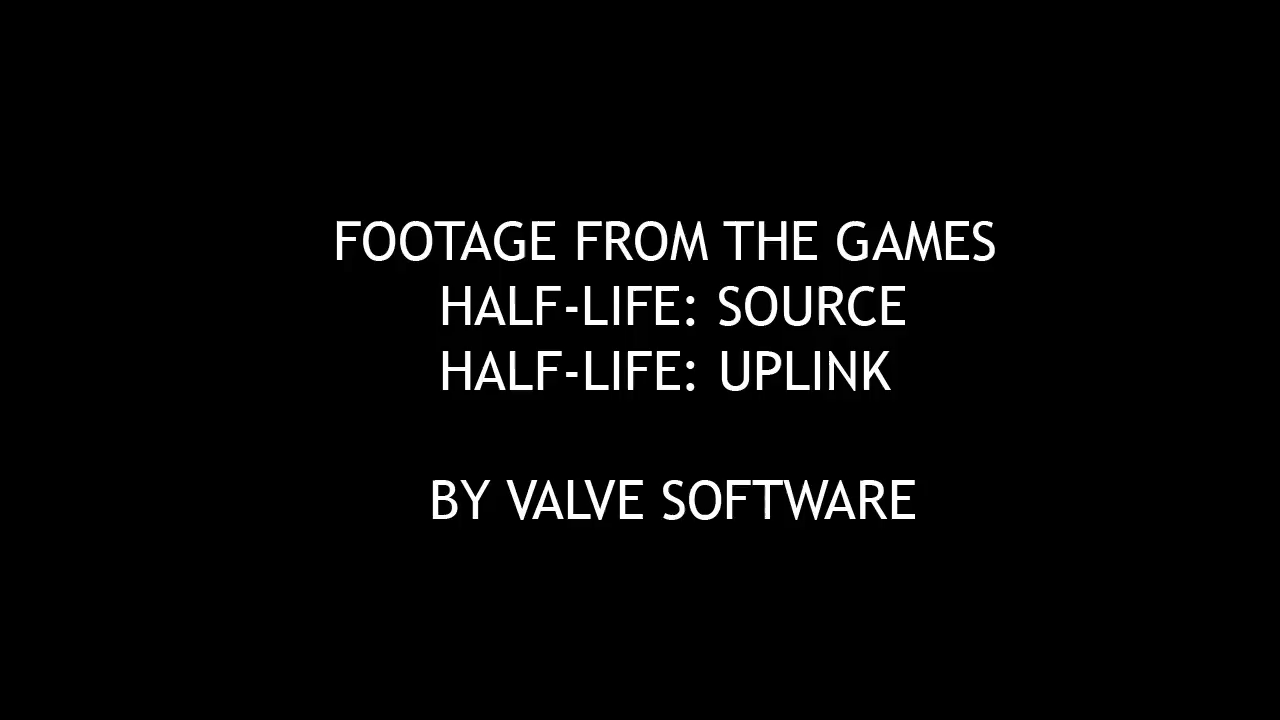 FOOTAGE FROM THE GAMES
HALF-LIFE: SOURCE
HALF-LIFE: UPLINK
BY VALVE SOFTWARE